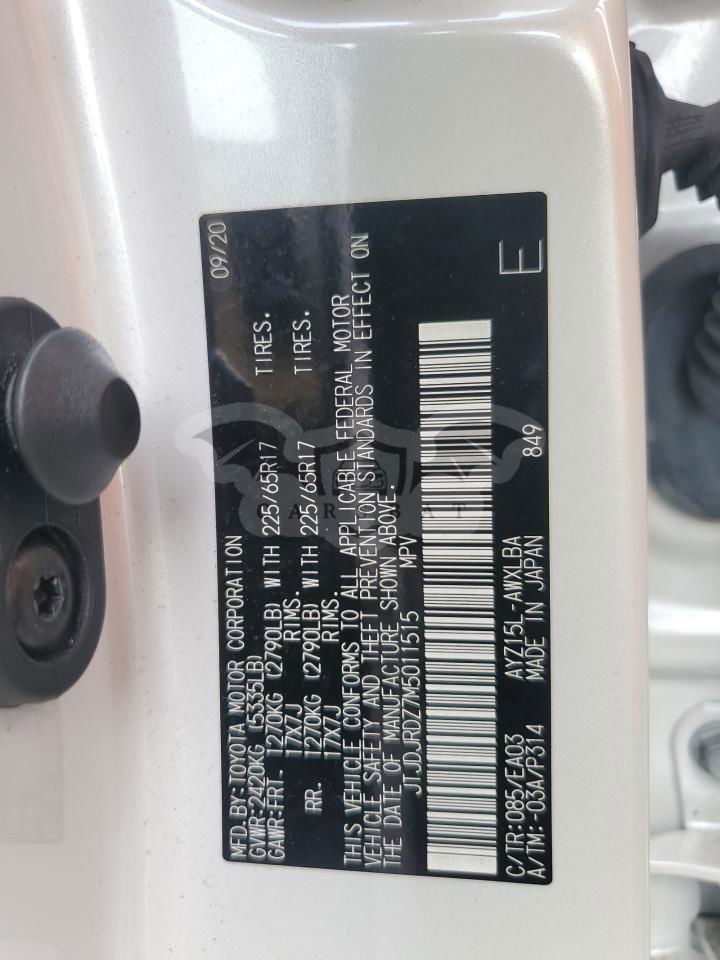 MFD.BY:TOYOTA MOTOR CORPORATION 09/20
GVWR:2420KG (5335LB)
GAWR:FRT. 1270KG (2790LB) WITH 225/65R17 TIRES.
17X7J RIMS.
RR. 1270KG (2790LB) WITH 225/65R17 TIRES.
17X7J RIMS.
THIS VEHICLE CONFORMS TO ALL APPLICABLE FEDERAL MOTOR
VEHICLE SAFETY AND THEFT PREVENTION STANDARDS IN EFFECT ON
THE DATE OF MANUFACTURE SHOWN ABOVE.
JTJDJRDZ7M5011515 MPV
C/TR:085/EA03 AYZ15L-AWXLBA 849 E
A/TM:-03A/P314 MADE IN JAPAN